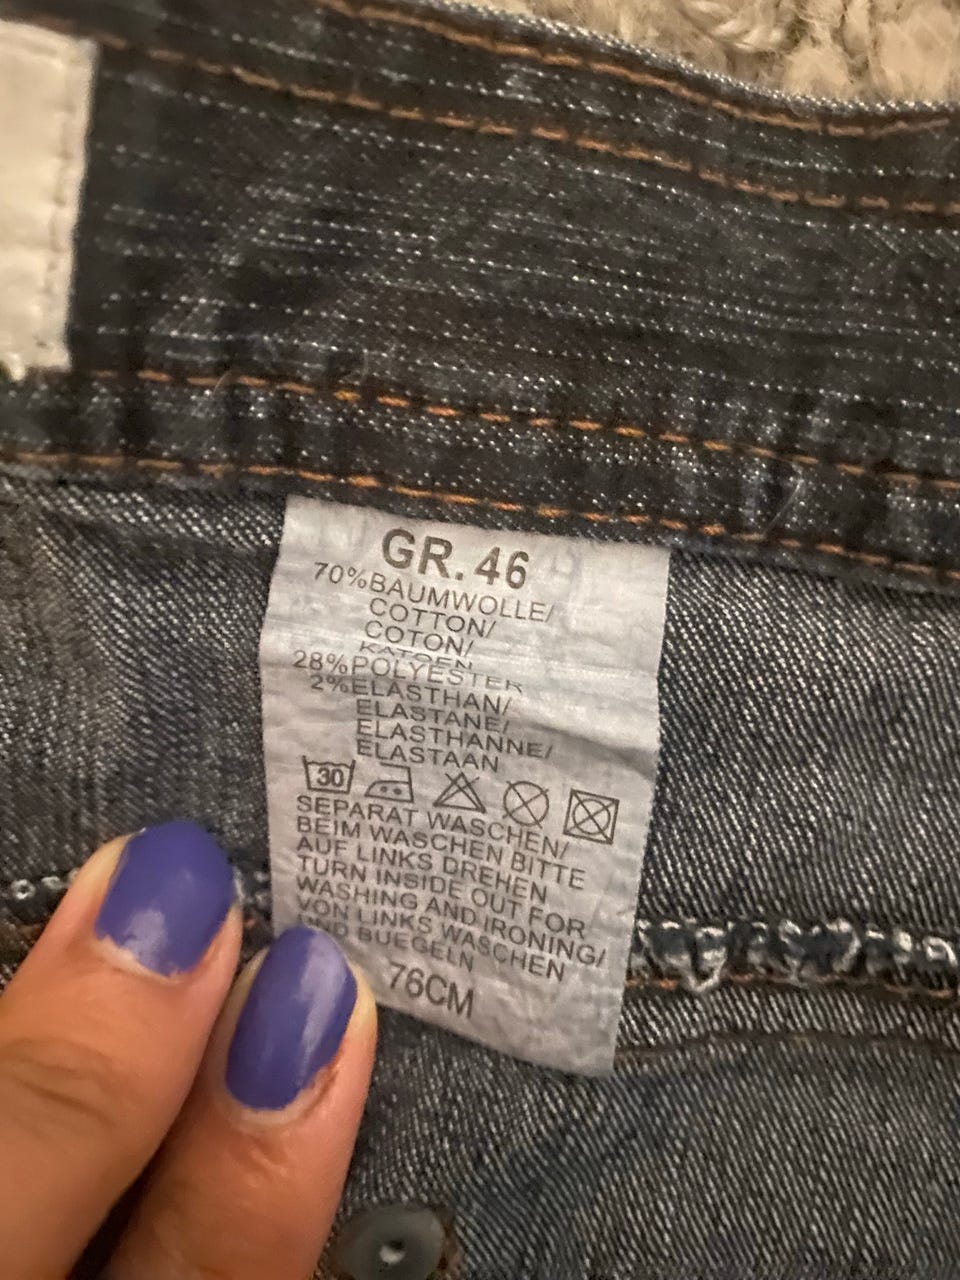 GR. 46
70%BAUMWOLLE/
COTTON/
COTON/
KATOEN
28%POLYESTER
2%ELASTHAN/
ELASTANE/
ELASTHANNE/
ELASTAAN
30
SEPARAT WASCHEN/
BEIM WASCHEN BITTE
AUF LINKS DREHEN
TURN INSIDE OUT FOR
WASHING AND IRONING/
VON LINKS WASCHEN
UND BUEGELN
76CM